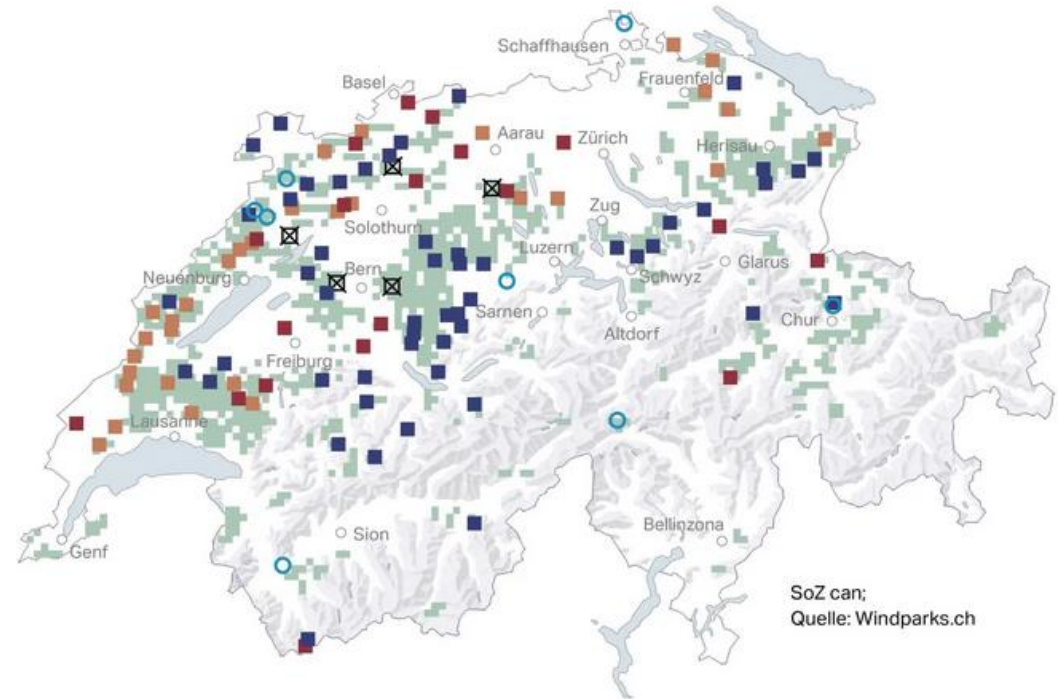 Schaffhausen
Frauenfeld
Basel
Aarau
Zürich
Herisau
Zug
Solothurn
Luzern
Neuenburg
Bern
Schwyz
Glarus
Sarnen
Altdorf
Chur
Freiburg
Lausanne
Sion
Bellinzona
Genf
SoZ can;
Quelle: Windparks.ch